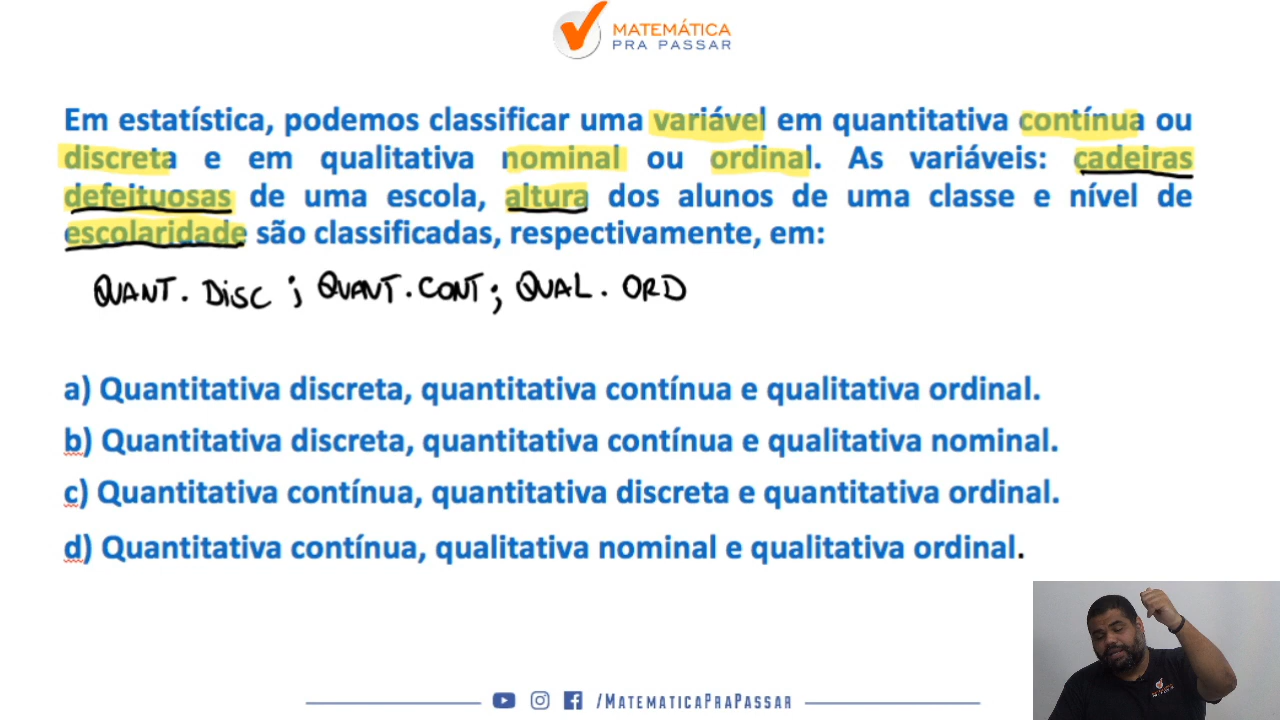 MATEMÁTICA
PRA PASSAR
Em estatística, podemos classificar uma variável em quantitativa contínua ou
discreta e em qualitativa nominal ou ordinal. As variáveis: cadeiras
defeituosas de uma escola, altura dos alunos de uma classe e nível de
escolaridade são classificadas, respectivamente, em:
QUANT. DISC ; QUANT. CONT ; QUAL. ORD
a) Quantitativa discreta, quantitativa contínua e qualitativa ordinal.
b) Quantitativa discreta, quantitativa contínua e qualitativa nominal.
c) Quantitativa contínua, quantitativa discreta e quantitativa ordinal.
d) Quantitativa contínua, qualitativa nominal e qualitativa ordinal.
/MATEMATICAPRAPASSAR